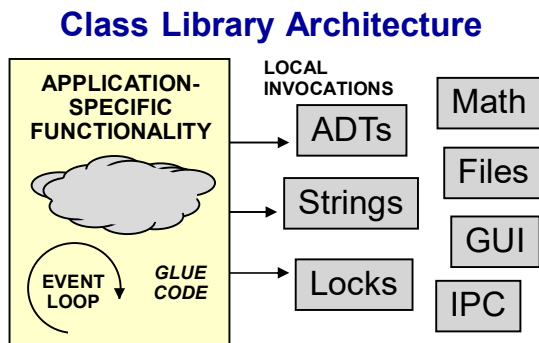 Class Library Architecture
APPLICATION-
SPECIFIC
FUNCTIONALITY
EVENT
LOOP
GLUE
CODE
LOCAL
INVOCATIONS
ADTs
Strings
Locks
Math
Files
GUI
IPC